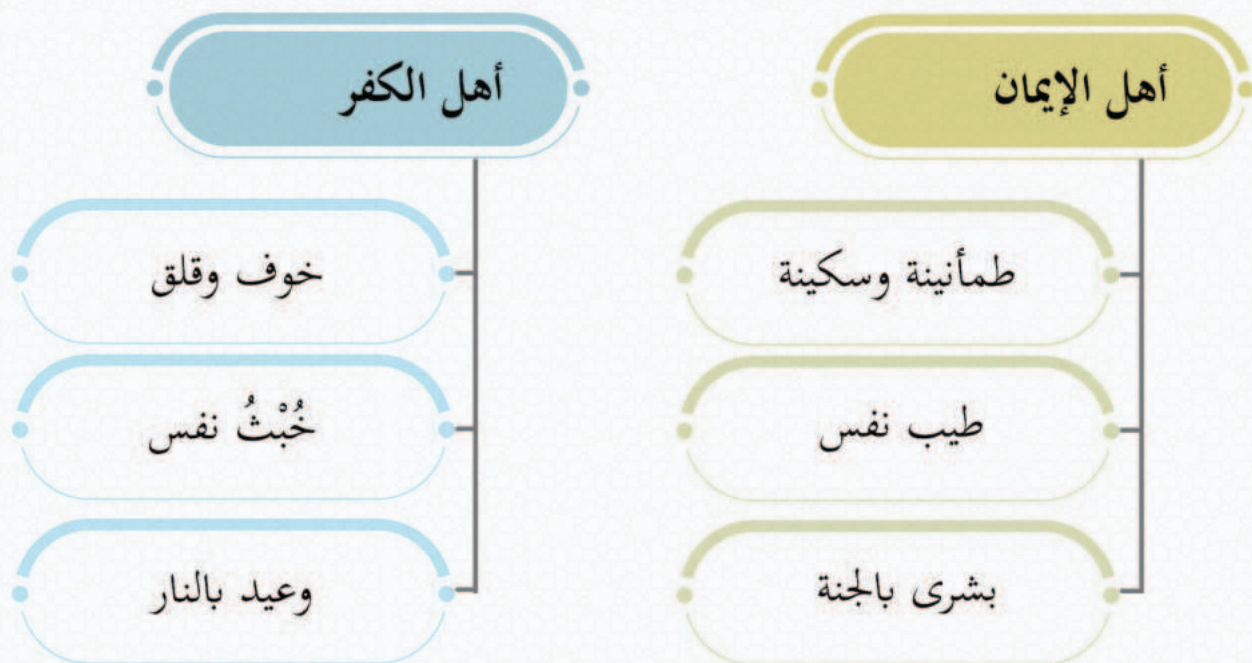 أهل الإيمان
طمأنينة وسكينة
طيب نفس
بشرى بالجنة
أهل الكفر
خوف وقلق
خُبْثُ نفس
وعيد بالنار